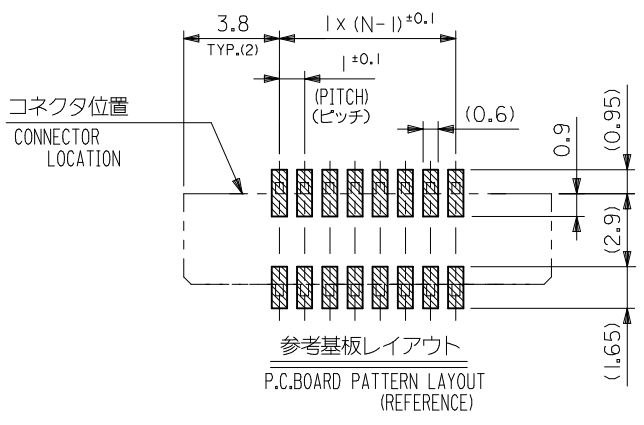 3.8
TYP.(2)
1×(N-1)±0.1
1±0.1
(PITCH)
(ピッチ)
(0.6)
0.9
(0.95)
コネクタ位置
CONNECTOR
LOCATION
(2.9)
(1.65)
参考基板レイアウト
P.C.BOARD PATTERN LAYOUT
(REFERENCE)